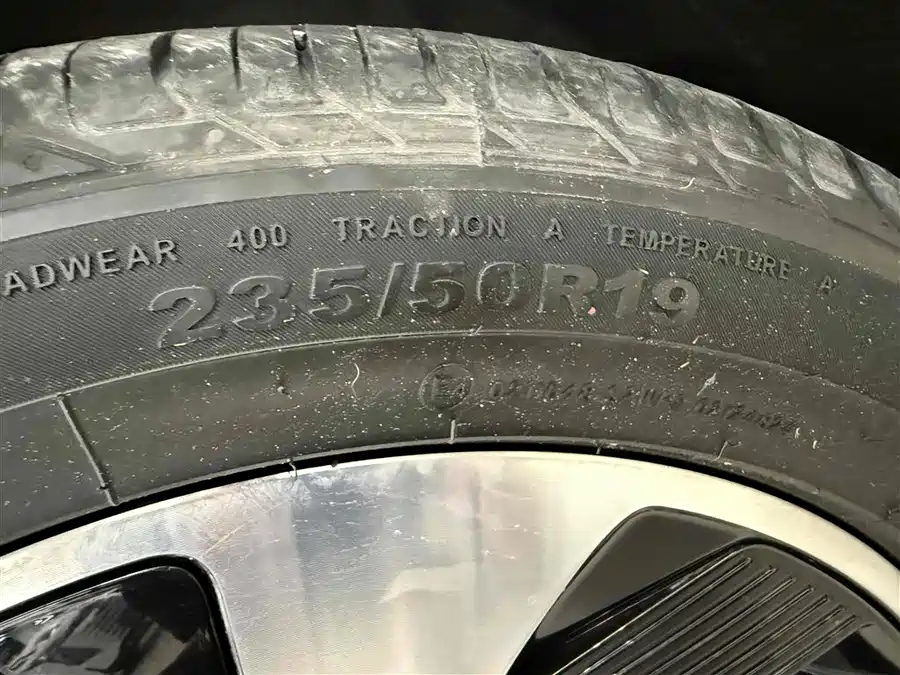 ADWEAR 400 TRACTION A TEMPERATURE A
235/50R19